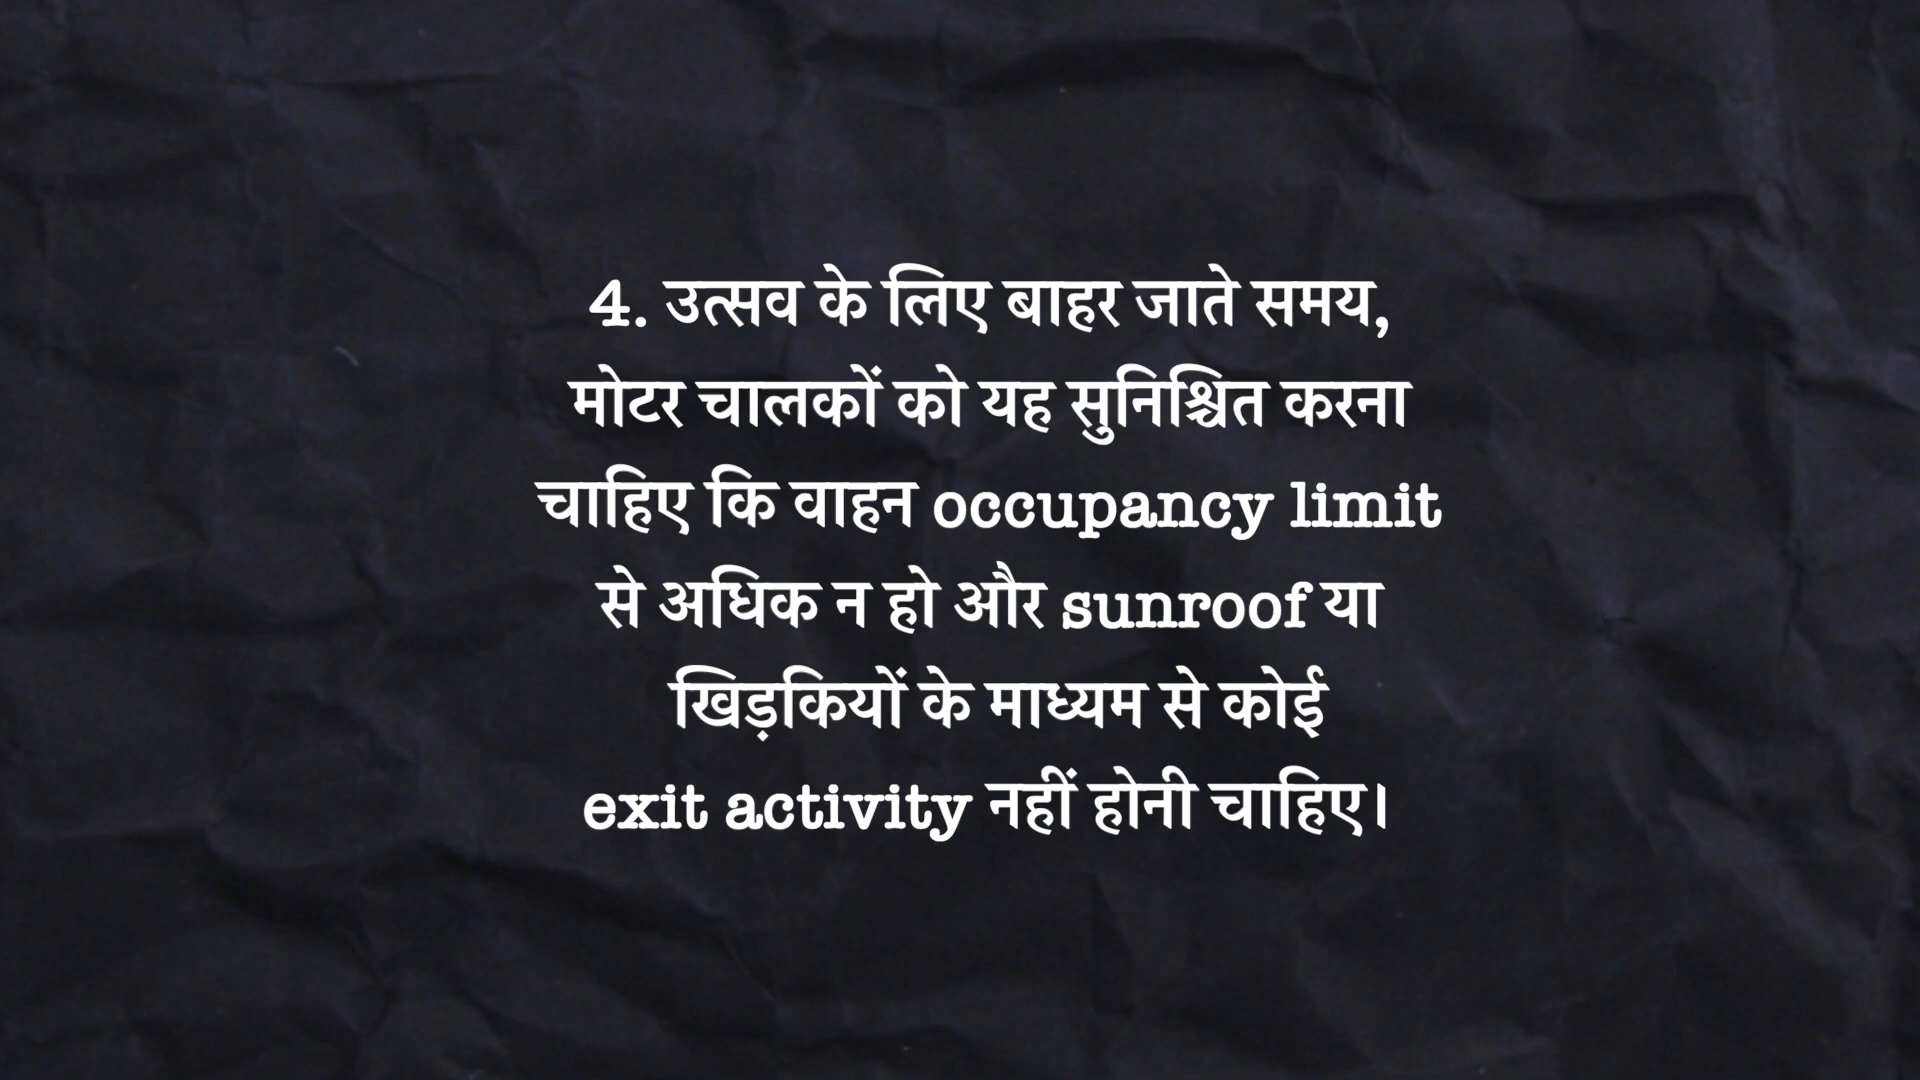 4. उत्सव के लिए बाहर जाते समय,
मोटर चालकों को यह सुनिश्चित करना
चाहिए कि वाहन occupancy limit
से अधिक न हो और sunroof या
खिड़कियों के माध्यम से कोई
exit activity नहीं होनी चाहिए।